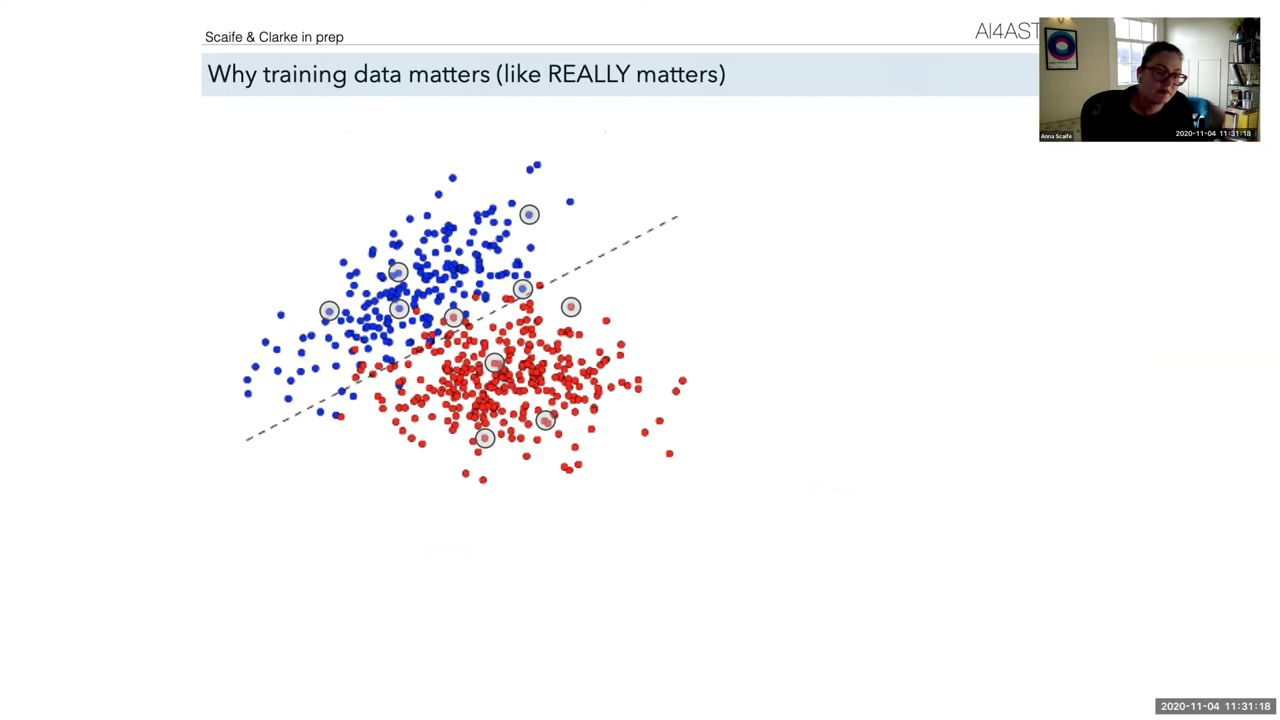 Scaife & Clarke in prep
AI4AST
Why training data matters (like REALLY matters)
Anna Scaife
2020-11-04 11:31:18
2020-11-04 11:31:18